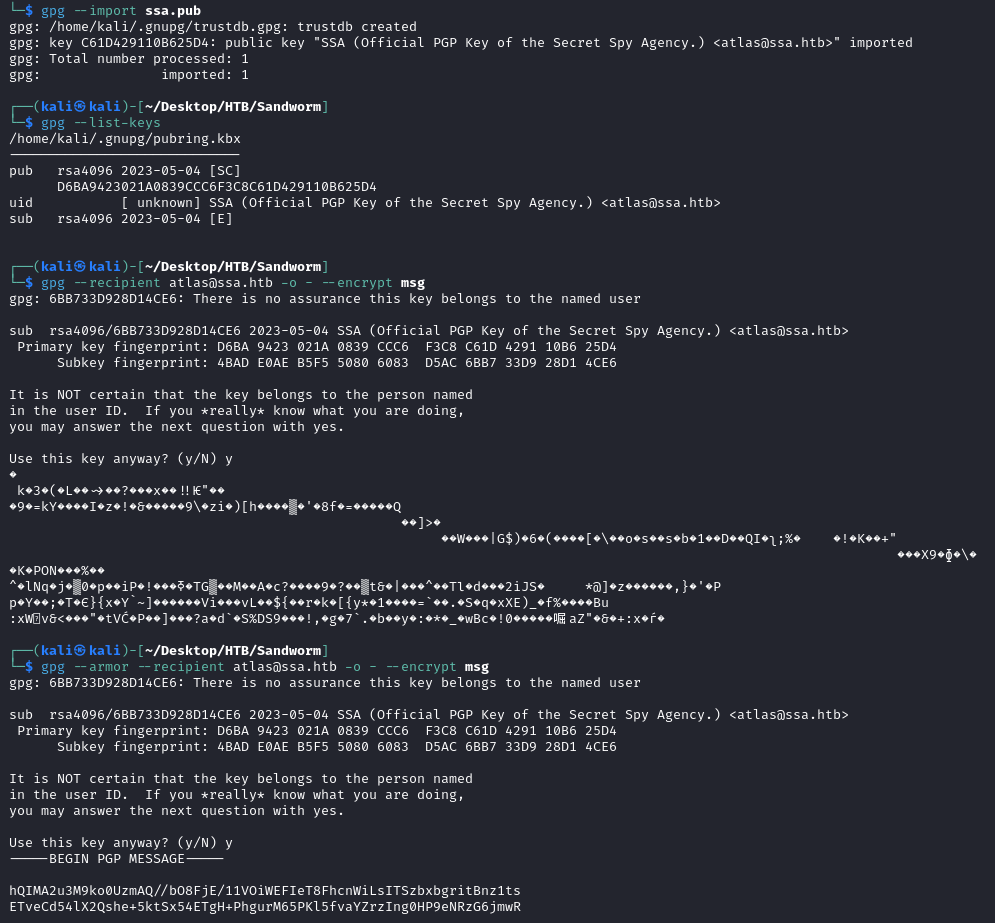 └─$ gpg --import ssa.pub
gpg: /home/kali/.gnupg/trustdb.gpg: trustdb created
gpg: key C61D429110B625D4: public key "SSA (Official PGP Key of the Secret Spy Agency.) <atlas@ssa.htb>" imported
gpg: Total number processed: 1
gpg:               imported: 1
┌──(kali㉿kali)-[~/Desktop/HTB/Sandworm]
└─$ gpg --list-keys
/home/kali/.gnupg/pubring.kbx
-----------------------------
pub   rsa4096 2023-05-04 [SC]
      D6BA9423021A0839CCC6F3C8C61D429110B625D4
uid           [ unknown] SSA (Official PGP Key of the Secret Spy Agency.) <atlas@ssa.htb>
sub   rsa4096 2023-05-04 [E]
┌──(kali㉿kali)-[~/Desktop/HTB/Sandworm]
└─$ gpg --recipient atlas@ssa.htb -o - --encrypt msg
gpg: 6BB733D928D14CE6: There is no assurance this key belongs to the named user
sub  rsa4096/6BB733D928D14CE6 2023-05-04 SSA (Official PGP Key of the Secret Spy Agency.) <atlas@ssa.htb>
 Primary key fingerprint: D6BA 9423 021A 0839 CCC6  F3C8 C61D 4291 10B6 25D4
      Subkey fingerprint: 4BAD E0AE B5F5 5080 6083  D5AC 6BB7 33D9 28D1 4CE6
It is NOT certain that the key belongs to the person named
in the user ID.  If you *really* know what you are doing,
you may answer the next question with yes.
Use this key anyway? (y/N) y
┌──(kali㉿kali)-[~/Desktop/HTB/Sandworm]
└─$ gpg --armor --recipient atlas@ssa.htb -o - --encrypt msg
gpg: 6BB733D928D14CE6: There is no assurance this key belongs to the named user
sub  rsa4096/6BB733D928D14CE6 2023-05-04 SSA (Official PGP Key of the Secret Spy Agency.) <atlas@ssa.htb>
 Primary key fingerprint: D6BA 9423 021A 0839 CCC6  F3C8 C61D 4291 10B6 25D4
      Subkey fingerprint: 4BAD E0AE B5F5 5080 6083  D5AC 6BB7 33D9 28D1 4CE6
It is NOT certain that the key belongs to the person named
in the user ID.  If you *really* know what you are doing,
you may answer the next question with yes.
Use this key anyway? (y/N) y
-----BEGIN PGP MESSAGE-----
hQIMA2u3M9ko0UzmAQ//bO8FjE/11VOiWEFIeT8FhcnWiLsITSzbxbgritBnz1ts
ETveCd54lX2Qshe+5ktSx54ETgH+PhgurM65PKl5fvaYZrzIng0HP9eNRzG6jmwR